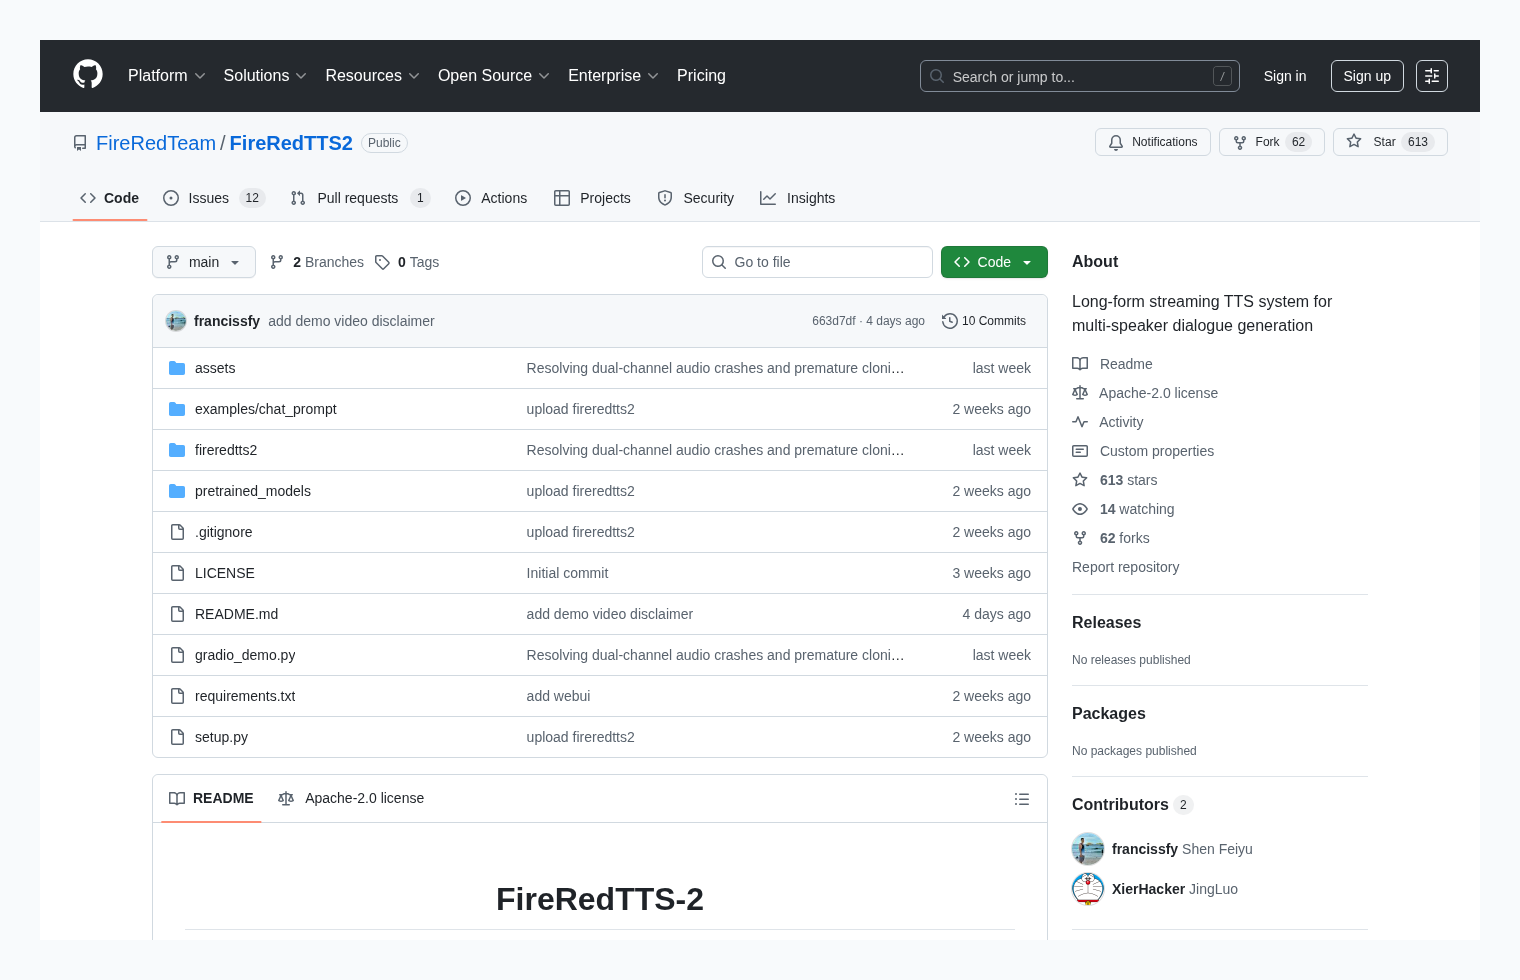 Platform Solutions Resources Open Source Enterprise Pricing Search or jump to... / Sign in Sign up
FireRedTeam / FireRedTTS2 Public Notifications Fork 62 Star 613
Code Issues 12 Pull requests 1 Actions Projects Security Insights
main 2 Branches 0 Tags Go to file Code
francissfy add demo video disclaimer 663d7df · 4 days ago 10 Commits
assets Resolving dual-channel audio crashes and premature cloni… last week
examples/chat_prompt upload fireredtts2 2 weeks ago
fireredtts2 Resolving dual-channel audio crashes and premature cloni… last week
pretrained_models upload fireredtts2 2 weeks ago
.gitignore upload fireredtts2 2 weeks ago
LICENSE Initial commit 3 weeks ago
README.md add demo video disclaimer 4 days ago
gradio_demo.py Resolving dual-channel audio crashes and premature cloni… last week
requirements.txt add webui 2 weeks ago
setup.py upload fireredtts2 2 weeks ago
README Apache-2.0 license
FireRedTTS-2
About
Long-form streaming TTS system for
multi-speaker dialogue generation
Readme
Apache-2.0 license
Activity
Custom properties
613 stars
14 watching
62 forks
Report repository
Releases
No releases published
Packages
No packages published
Contributors 2
francissfy Shen Feiyu
XierHacker JingLuo